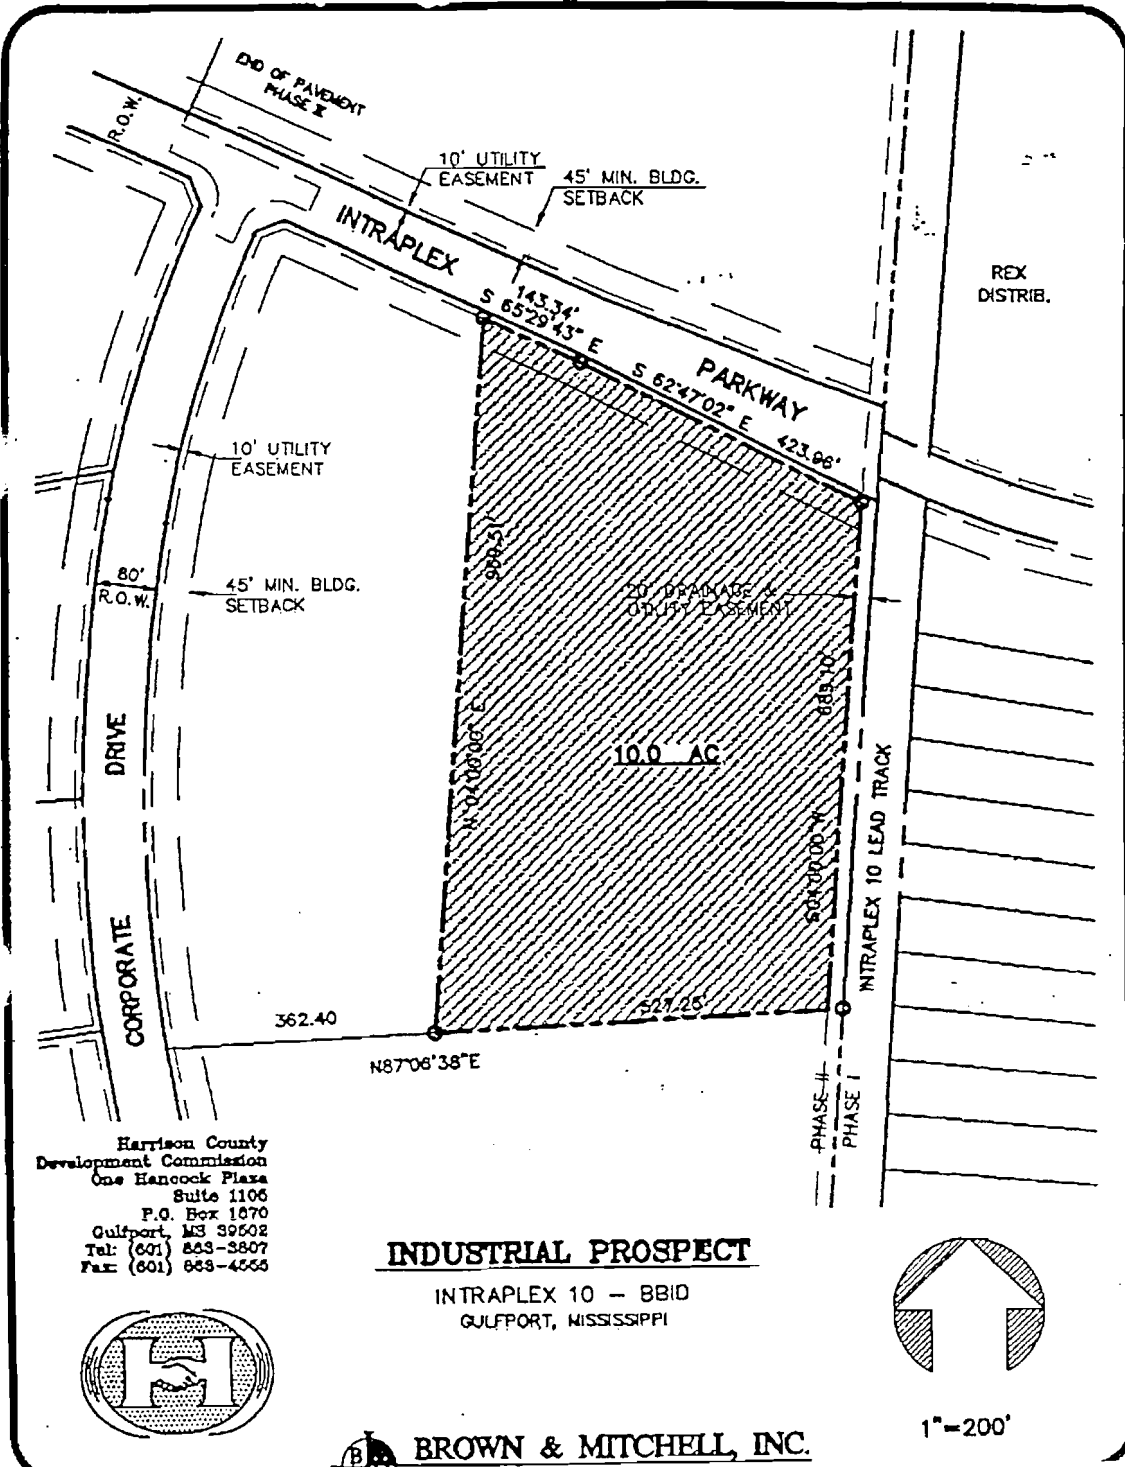 END OF PAVEMENT
PHASE II
R.O.W.
10' UTILITY
EASEMENT
45' MIN. BLDG.
SETBACK
INTRAPLEX
PARKWAY
REX
DISTRIB.
143.34'
S 65°29'43" E
S 62°47'02" E
423.96'
10' UTILITY
EASEMENT
80'
R.O.W.
45' MIN. BLDG.
SETBACK
20' DRAINAGE &
UTILITY EASEMENT
N 04°00'00" E
689.10'
S04°00'00" W
10.0 AC
INTRAPLEX 10 LEAD TRACK
DRIVE
CORPORATE
362.40
527.25'
N87°06'38"E
PHASE II
PHASE I
Harrison County
Development Commission
One Hancock Plaza
Suite 1106
P.O. Box 1870
Gulfport, MS 39502
Tel: (601) 863-3807
Fax: (601) 863-4555
INDUSTRIAL PROSPECT
INTRAPLEX 10 - BBID
GULFPORT, MISSISSIPPI
H
1"=200'
B
BROWN & MITCHELL, INC.